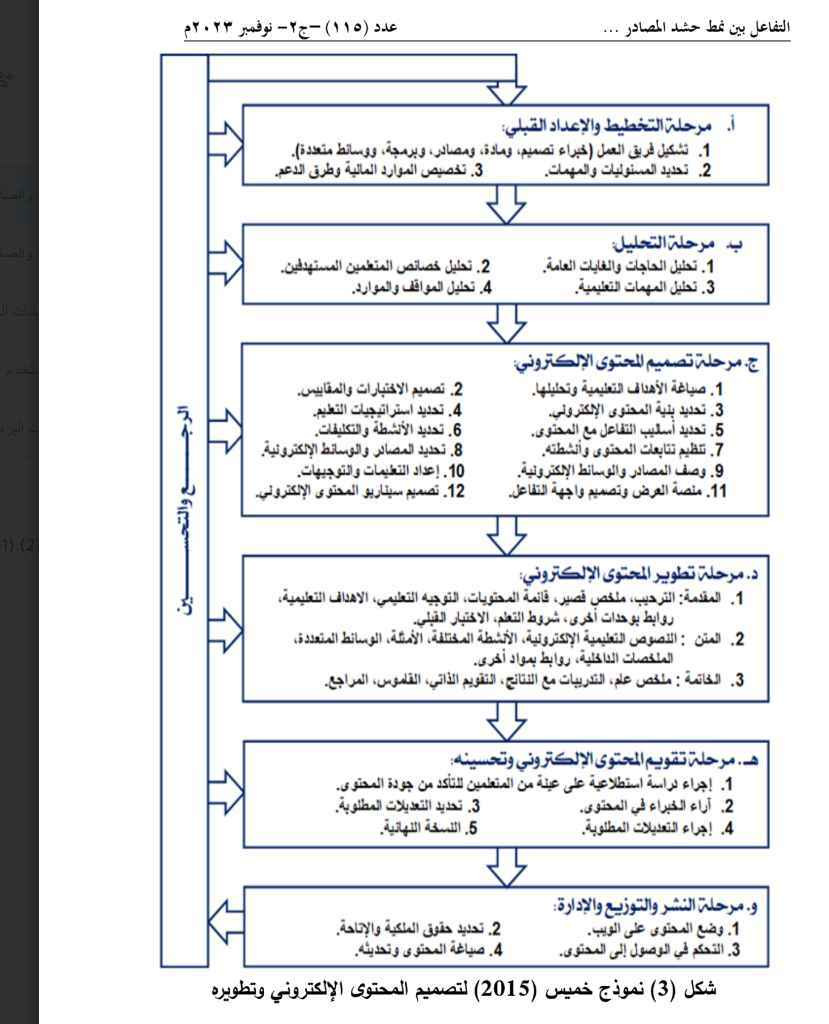 التفاعل بين نمط حشد المصادر ...
عدد (١١٥) –ج٢– نوفمبر ٢٠٢٣م
أ. مرحلة التخطيط والإعداد القبلي:
1. تشكيل فريق العمل (خبراء تصميم، ومادة، ومصادر، وبرمجة، ووسائط متعددة).
2. تحديد المسئوليات والمهمات. 3. تخصيص الموارد المالية وطرق الدعم.
ب. مرحلة التحليل:
1. تحليل الحاجات والغايات العامة. 2. تحليل خصائص المتعلمين المستهدفين.
3. تحليل المهمات التعليمية. 4. تحليل المواقف والموارد.
ج. مرحلة تصميم المحتوى الإلكتروني:
1. صياغة الأهداف التعليمية وتحليلها. 2. تصميم الاختبارات والمقاييس.
3. تحديد بنية المحتوى الإلكتروني. 4. تحديد استراتيجيات التعليم.
5. تحديد أساليب التفاعل مع المحتوى. 6. تحديد الأنشطة والتكليفات.
7. تنظيم تتابعات المحتوى وأنشطته. 8. تحديد المصادر والوسائط الإلكترونية.
9. وصف المصادر والوسائط الإلكترونية. 10. إعداد التعليمات والتوجيهات.
11. منصة العرض وتصميم واجهة التفاعل. 12. تصميم سيناريو المحتوى الإلكتروني.
د. مرحلة تطوير المحتوى الإلكتروني:
1. المقدمة: الترحيب، ملخص قصير، قائمة المحتويات، التوجيه التعليمي، الاهداف التعليمية،
روابط بوحدات أخرى، شروط التعلم، الاختبار القبلي.
2. المتن : النصوص التعليمية الإلكترونية، الأنشطة المختلفة، الأمثلة، الوسائط المتعددة،
الملخصات الداخلية، روابط بمواد أخرى.
3. الخاتمة : ملخص عام، التدريبات مع النتائج، التقويم الذاتي، القاموس، المراجع.
هـ. مرحلة تقويم المحتوى الإلكتروني وتحسينه:
1. إجراء دراسة استطلاعية على عينة من المتعلمين للتأكد من جودة المحتوى.
2. آراء الخبراء في المحتوى. 3. تحديد التعديلات المطلوبة.
4. إجراء التعديلات المطلوبة. 5. النسخة النهائية.
و. مرحلة النشر والتوزيع والإدارة:
1. وضع المحتوى على الويب. 2. تحديد حقوق الملكية والإتاحة.
3. التحكم في الوصول إلى المحتوى. 4. صياغة المحتوى وتحديثه.
الرجـــع والتحســـين
شكل (3) نموذج خميس (2015) لتصميم المحتوى الإلكتروني وتطويره